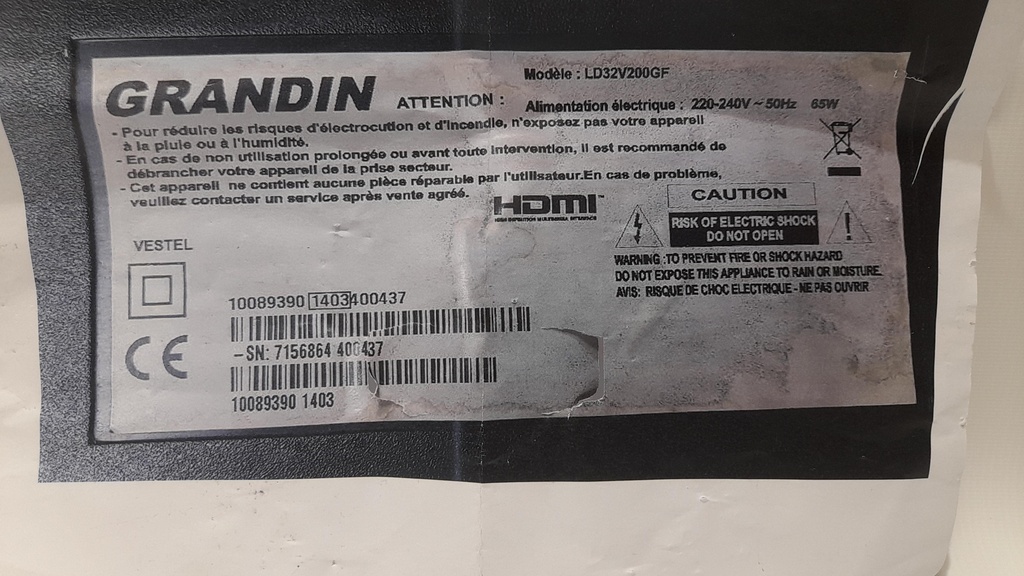 GRANDIN
Modèle : LD32V200GF
ATTENTION : Alimentation électrique : 220-240V ~ 50Hz 65W
- Pour réduire les risques d'électrocution et d'incendie, n'exposez pas votre appareil
à la pluie ou à l'humidité.
- En cas de non utilisation prolongée ou avant toute intervention, il est recommandé de
débrancher votre appareil de la prise secteur.
- Cet appareil ne contient aucune pièce réparable par l'utilisateur.En cas de problème,
veuillez contacter un service après vente agréé.
HDMI™
HIGH DEFINITION MULTIMEDIA INTERFACE
CAUTION
RISK OF ELECTRIC SHOCK
DO NOT OPEN
WARNING :TO PREVENT FIRE OR SHOCK HAZARD
DO NOT EXPOSE THIS APPLIANCE TO RAIN OR MOISTURE.
AVIS: RISQUE DE CHOC ELECTRIQUE - NE PAS OUVRIR
VESTEL
CE
10089390 1403400437
-SN: 7156864 400437
10089390 1403